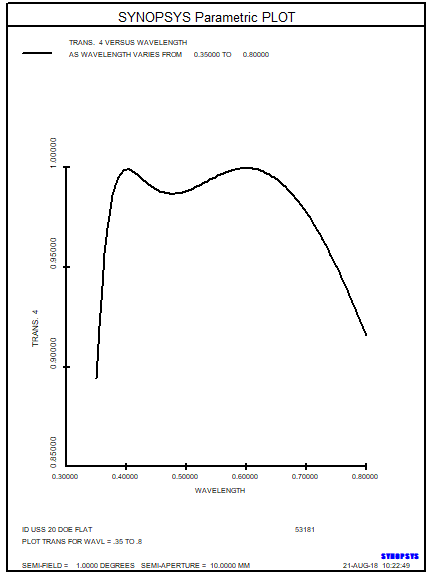 SYNOPSYS Parametric PLOT
TRANS. 4 VERSUS WAVELENGTH
AS WAVELENGTH VARIES FROM 0.35000 TO 0.80000
1.00000
0.95000
TRANS. 4
0.90000
0.85000
0.30000 0.40000 0.50000 0.60000 0.70000 0.80000
WAVELENGTH
ID USS 20 DOE FLAT 53181
PLOT TRANS FOR WAVL = .35 TO .8
SYNOPSYS
SEMI-FIELD = 1.0000 DEGREES SEMI-APERTURE = 10.0000 MM 21-AUG-18 10:22:49